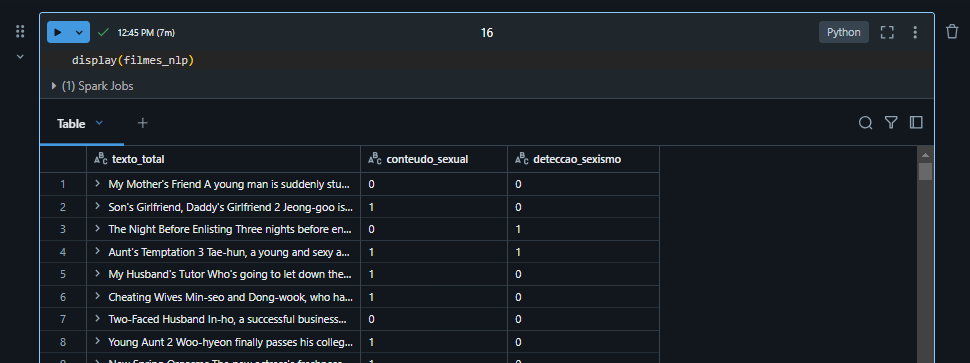 12:45 PM (7m)
16
Python
display(filmes_nlp)
(1) Spark Jobs
Table
texto_total conteudo_sexual deteccao_sexismo
1 My Mother's Friend A young man is suddenly stu... 0 0
2 Son's Girlfriend, Daddy's Girlfriend 2 Jeong-goo is... 1 0
3 The Night Before Enlisting Three nights before en... 0 1
4 Aunt's Temptation 3 Tae-hun, a young and sexy a... 1 1
5 My Husband's Tutor Who's going to let down the... 1 0
6 Cheating Wives Min-seo and Dong-wook, who ha... 1 0
7 Two-Faced Husband In-ho, a successful business... 0 0
8 Young Aunt 2 Woo-hyeon finally passes his colleg... 1 0